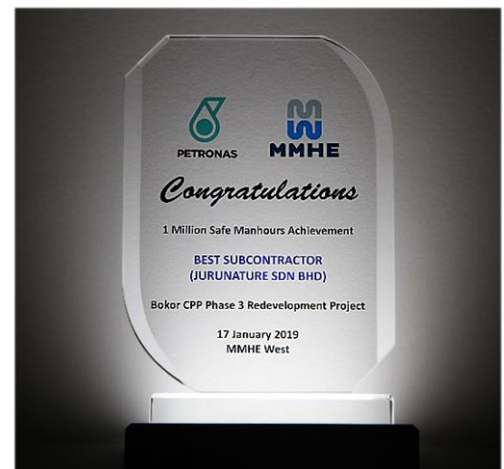 PETRONAS
MMHE
Congratulations
1 Million Safe Manhours Achievement
BEST SUBCONTRACTOR
(JURUNATURE SDN BHD)
Bokor CPP Phase 3 Redevelopment Project
17 January 2019
MMHE West